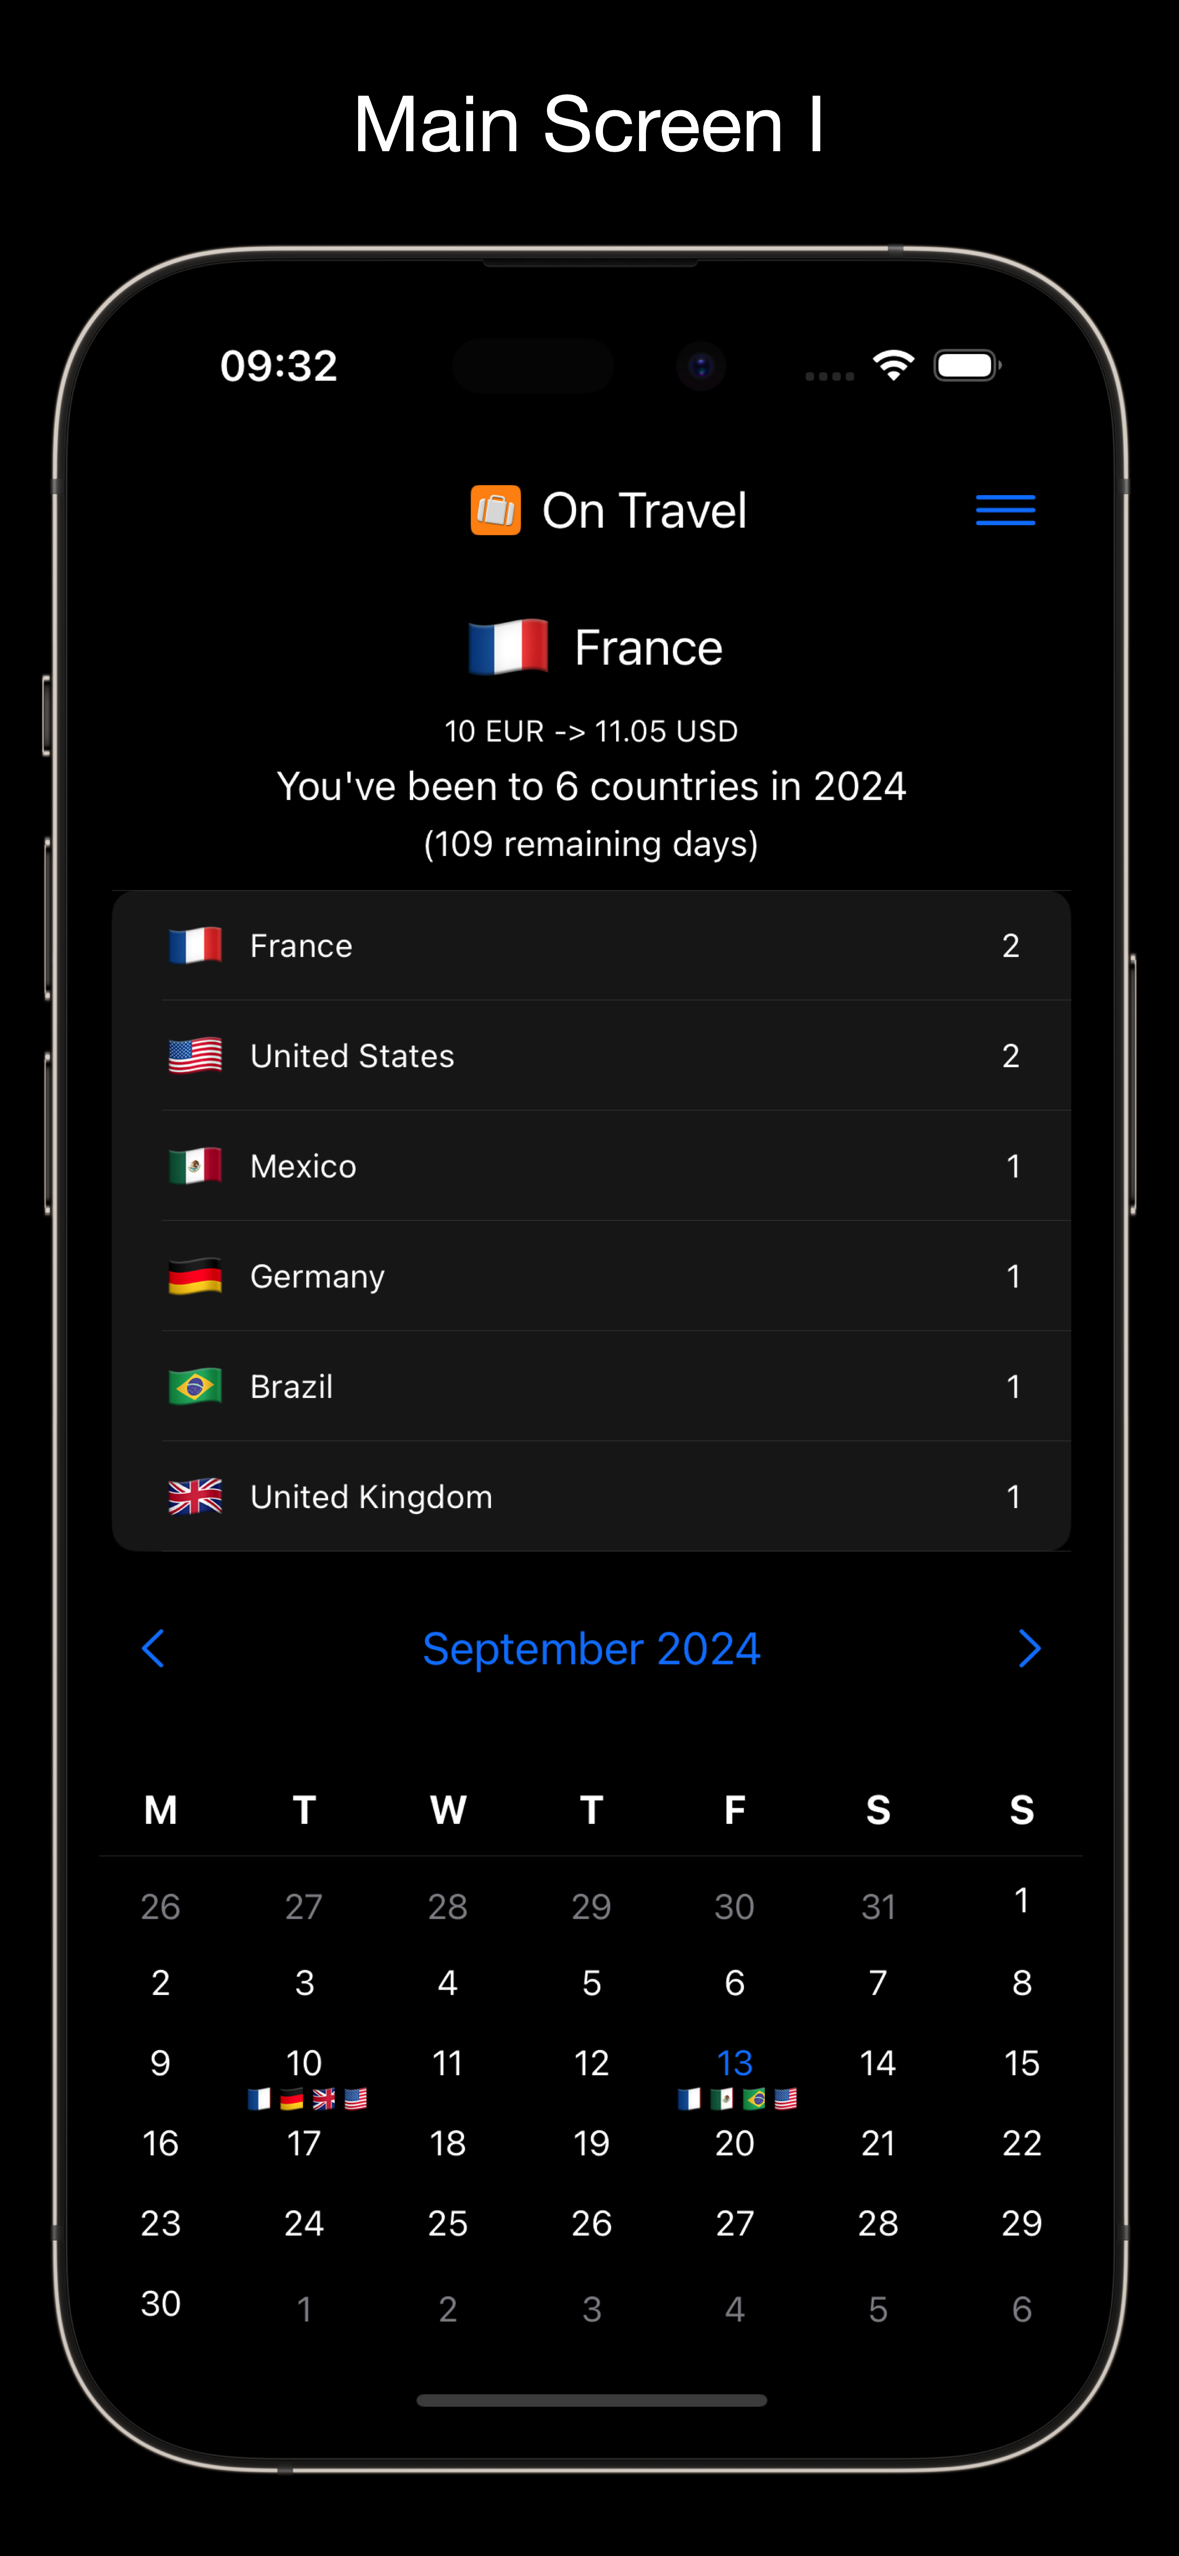 Main Screen I
09:32
On Travel
France
10 EUR -> 11.05 USD
You've been to 6 countries in 2024
(109 remaining days)
France 2
United States 2
Mexico 1
Germany 1
Brazil 1
United Kingdom 1
September 2024
M T W T F S S
26 27 28 29 30 31 1
2 3 4 5 6 7 8
9 10 11 12 13 14 15
16 17 18 19 20 21 22
23 24 25 26 27 28 29
30 1 2 3 4 5 6